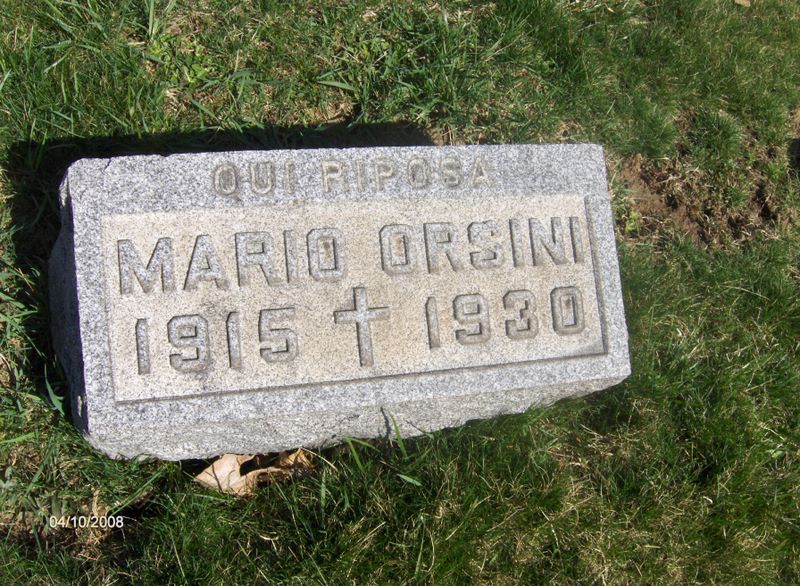 QUI RIPOSA
MARIO ORSINI
1915 1930
04/10/2008